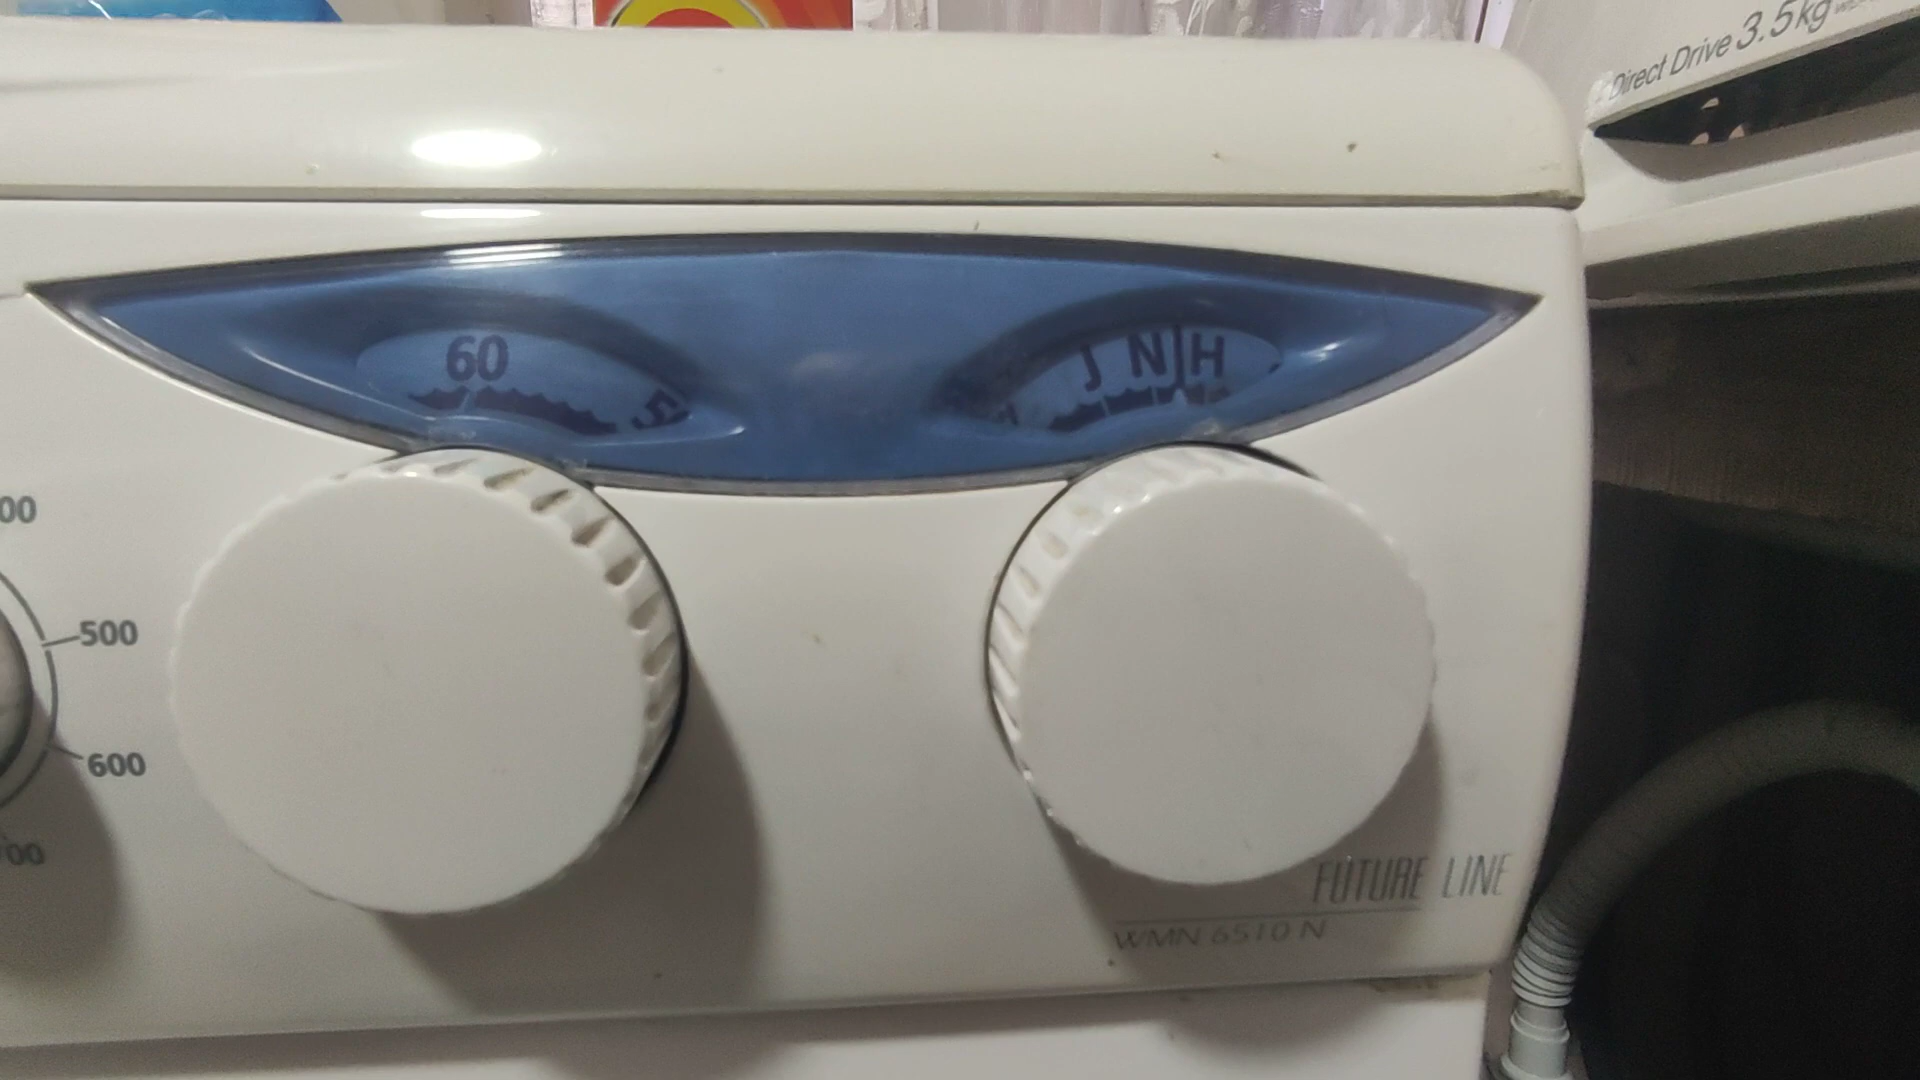 Direct Drive 3.5kg
60
J N H
00
500
600
00
FUTURE LINE
WMN 6510 N